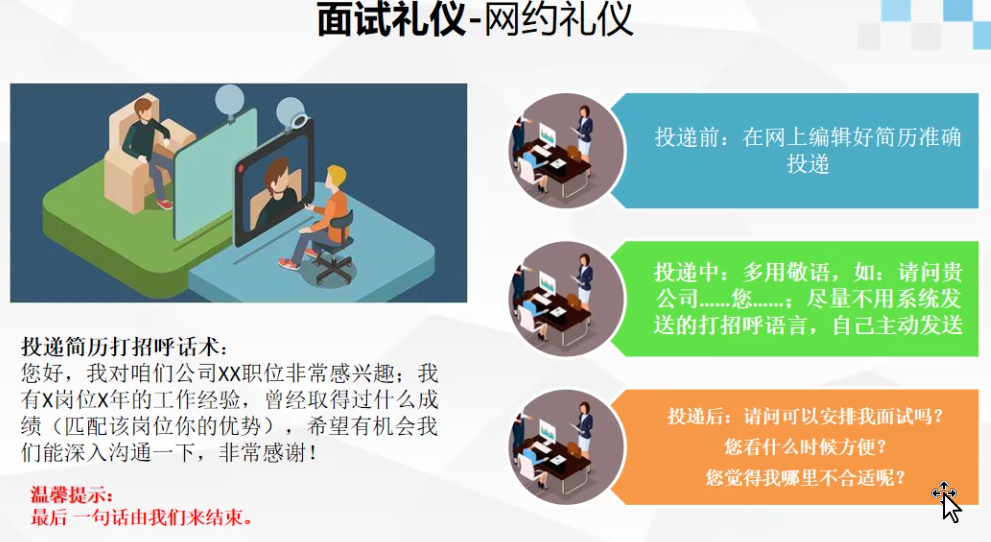 面试礼仪-网约礼仪
投递前：在网上编辑好简历准确
投递
投递中：多用敬语，如：请问贵
公司……您……；尽量不用系统发
送的打招呼语言，自己主动发送
投递后：请问可以安排我面试吗？
您看什么时候方便？
您觉得我哪里不合适呢？
投递简历打招呼话术：
您好，我对咱们公司XX职位非常感兴趣；我
有X岗位X年的工作经验，曾经取得过什么成
绩（匹配该岗位你的优势），希望有机会我
们能深入沟通一下，非常感谢！
温馨提示：
最后 一句话由我们来结束。